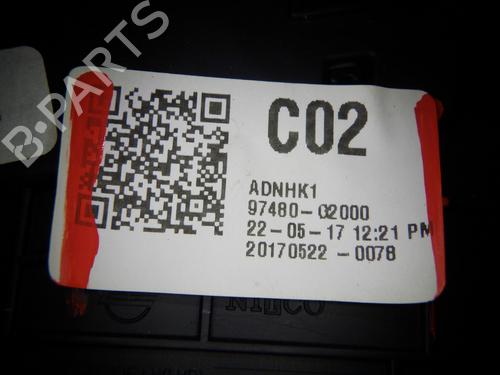 B-PARTS
C02
ADNHK1
97480-G2000
22-05-17 12:21 PM
20170522-0078